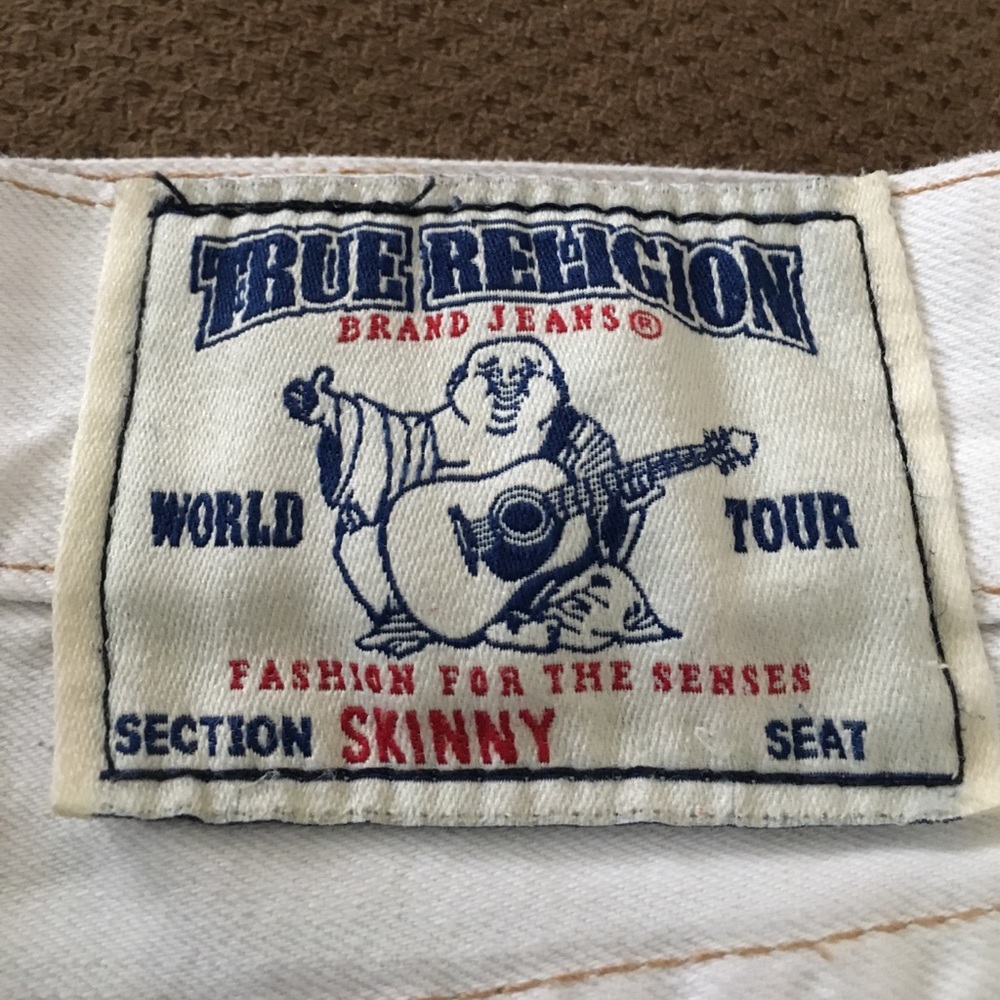 TRUE RELIGION
BRAND JEANS®
WORLD TOUR
FASHION FOR THE SENSES
SECTION SKINNY SEAT